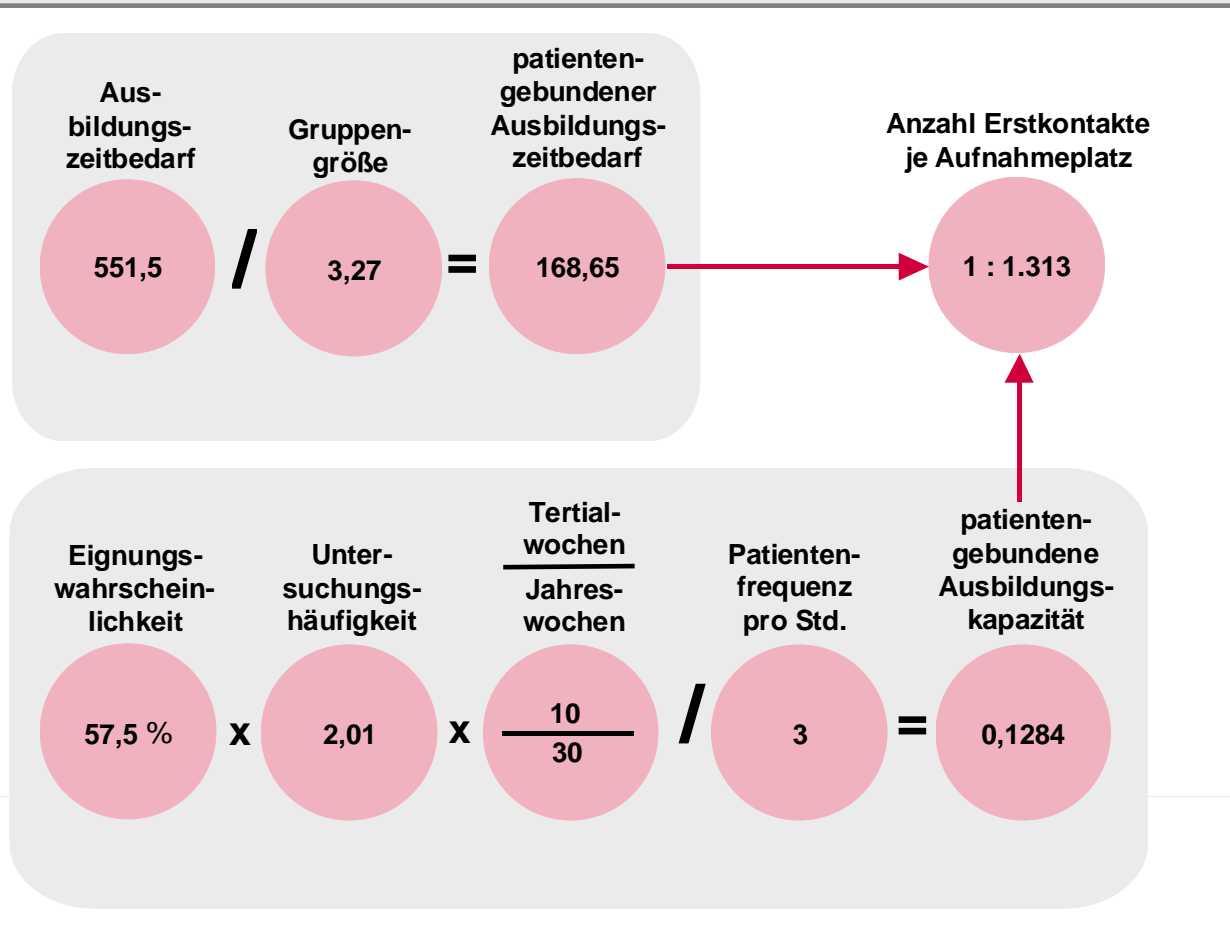 Aus-
bildungs-
zeitbedarf
551,5
/
Gruppen-
größe
3,27
=
patienten-
gebundener
Ausbildungs-
zeitbedarf
168,65
Anzahl Erstkontakte
je Aufnahmeplatz
1 : 1.313
Eignungs-
wahrschein-
lichkeit
57,5 %
x
Unter-
suchungs-
häufigkeit
2,01
x
Tertial-
wochen
Jahres-
wochen
10
30
/
Patienten-
frequenz
pro Std.
3
=
patienten-
gebundene
Ausbildungs-
kapazität
0,1284